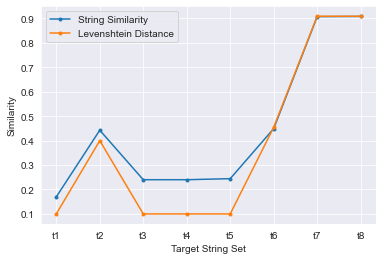 String Similarity
Levenshtein Distance
0.9
0.8
0.7
0.6
0.5
0.4
0.3
0.2
0.1
Similarity
t1 t2 t3 t4 t5 t6 t7 t8
Target String Set